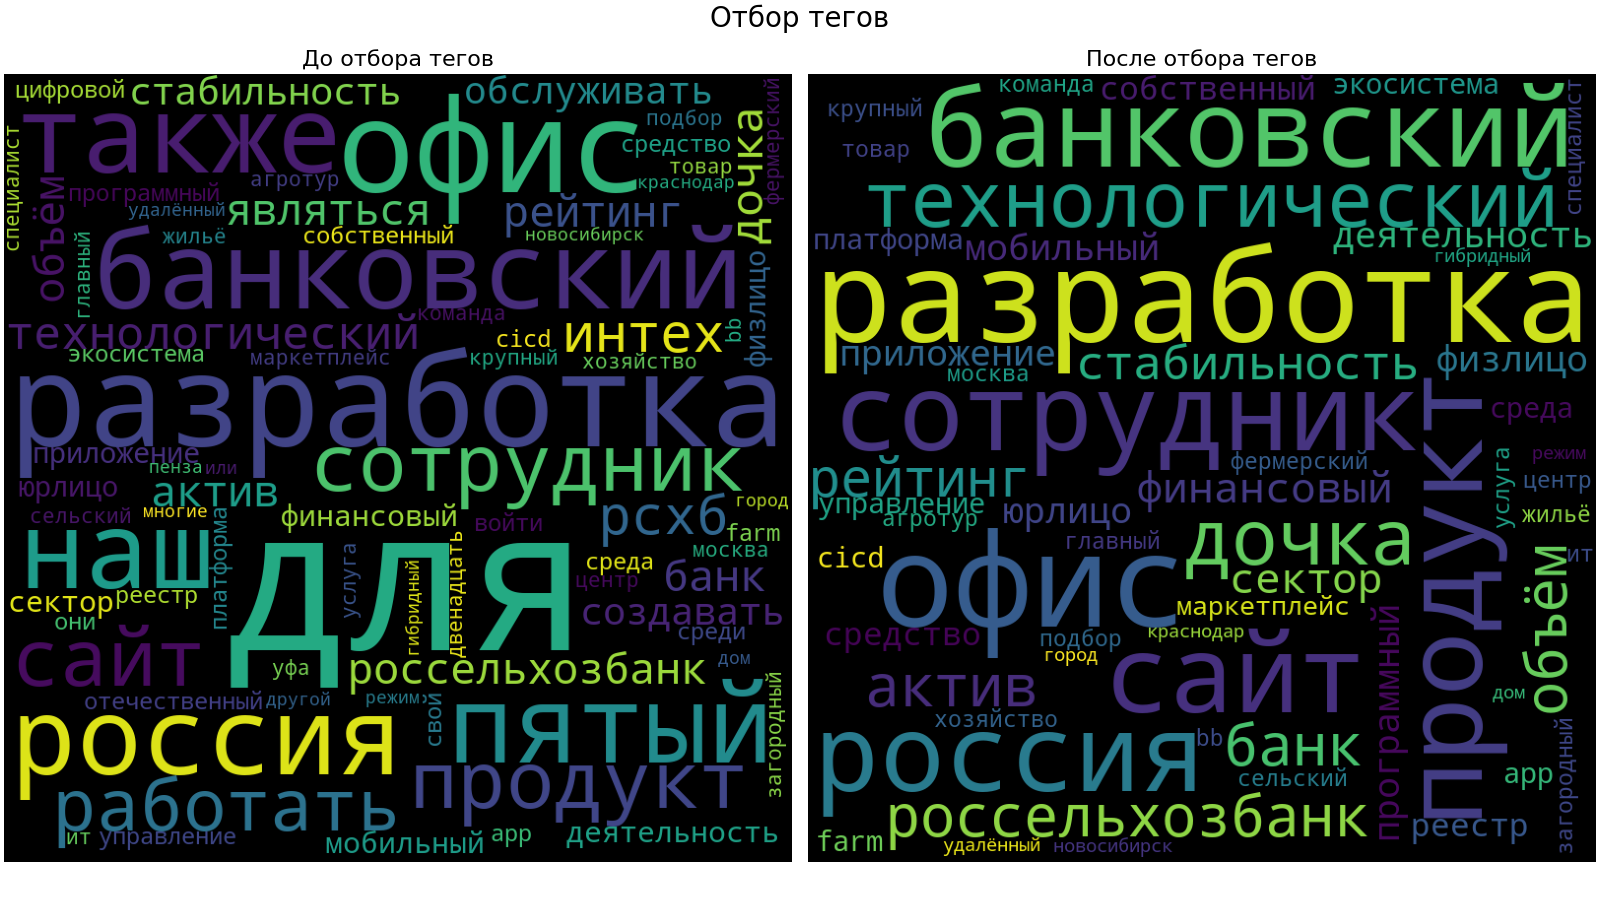 Отбор тегов
До отбора тегов
цифровой
стабильность
обслуживать
также
офис
подбор
средство
товар
краснодар
дочка
фермерский
специалист
объём
программный
агротур
удалённый
являться
рейтинг
жильё
собственный
новосибирск
главный
банковский
физлицо
команда
технологический
cicd
интех
bb
экосистема
маркетплейс
крупный
хозяйство
разработка
приложение
пенза
или
сотрудник
юрлицо
актив
сельский
многие
финансовый
войти
рсхб
город
farm
москва
наш
платформа
для
услуга
гибридный
двенадцать
среда
центр
банк
сектор
реестр
создавать
они
среди
сайт
уфа
россельхозбанк
дом
отечественный
другой
режим
свой
загородный
россия
пятый
продукт
работать
ит
управление
мобильный
app
деятельность
После отбора тегов
команда
собственный
экосистема
крупный
товар
банковский
специалист
технологический
платформа
мобильный
деятельность
гибридный
разработка
приложение
москва
стабильность
физлицо
сотрудник
продукт
среда
рейтинг
управление
агротур
фермерский
финансовый
юрлицо
услуга
режим
центр
жильё
главный
дочка
cicd
офис
сектор
ит
маркетплейс
объём
средство
подбор
краснодар
город
программный
сайт
актив
дом
хозяйство
россия
bb
банк
сельский
app
загородный
россельхозбанк
реестр
farm
удалённый
новосибирск